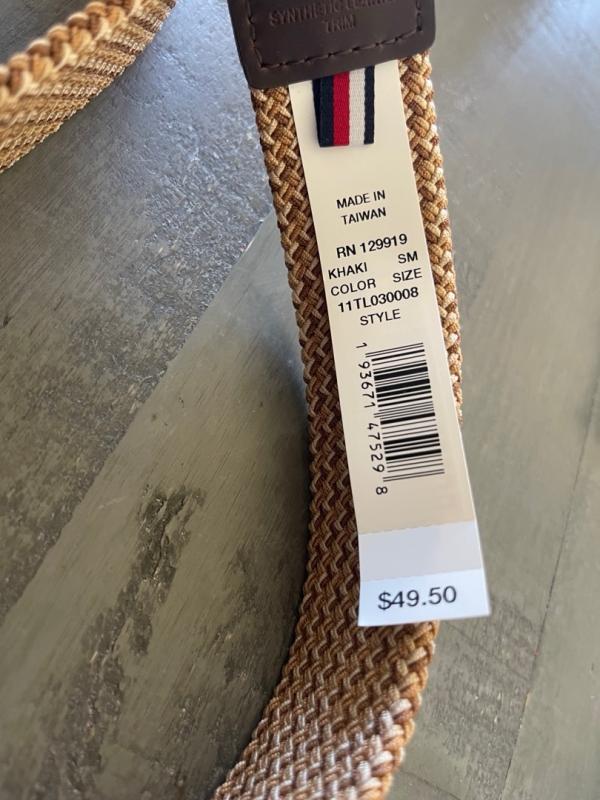 SYNTHETIC LEATHER
TRIM
MADE IN
TAIWAN
RN 129919
KHAKI SM
COLOR SIZE
11TL030008
STYLE
1 93671 47529 8
$49.50